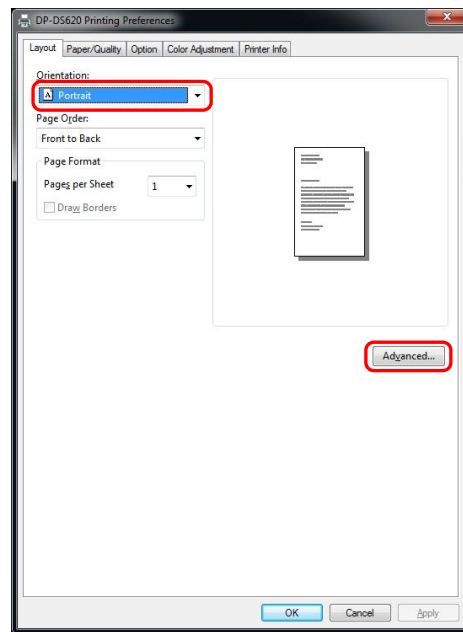 DP-DS620 Printing Preferences
Layout Paper/Quality Option Color Adjustment Printer Info
Orientation:
A Portrait
Page Order:
Front to Back
Page Format
Pages per Sheet 1
Draw Borders
Advanced...
OK Cancel Apply